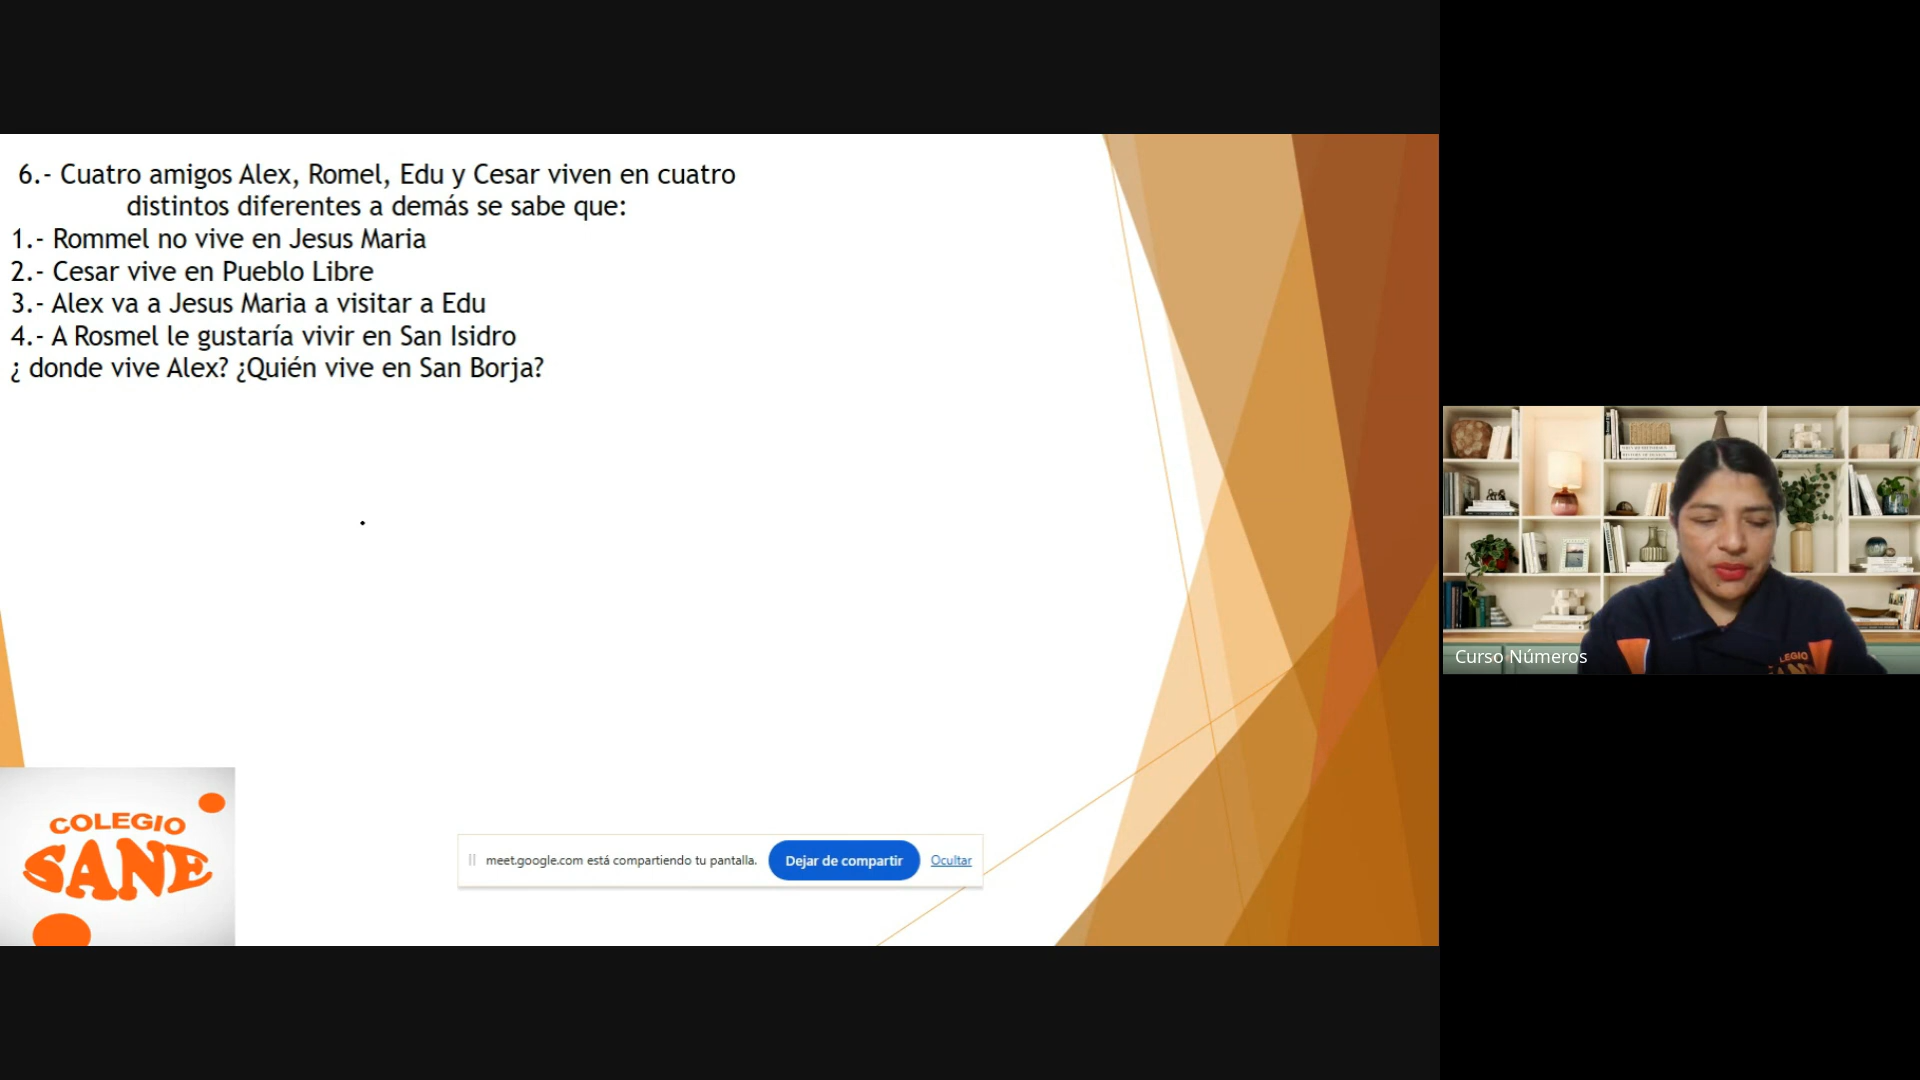 6.- Cuatro amigos Alex, Romel, Edu y Cesar viven en cuatro
distintos diferentes a demás se sabe que:
1.- Rommel no vive en Jesus Maria
2.- Cesar vive en Pueblo Libre
3.- Alex va a Jesus Maria a visitar a Edu
4.- A Rosmel le gustaría vivir en San Isidro
¿ donde vive Alex? ¿Quién vive en San Borja?
COLEGIO
SANE
meet.google.com está compartiendo tu pantalla.
Dejar de compartir
Ocultar
Curso Números